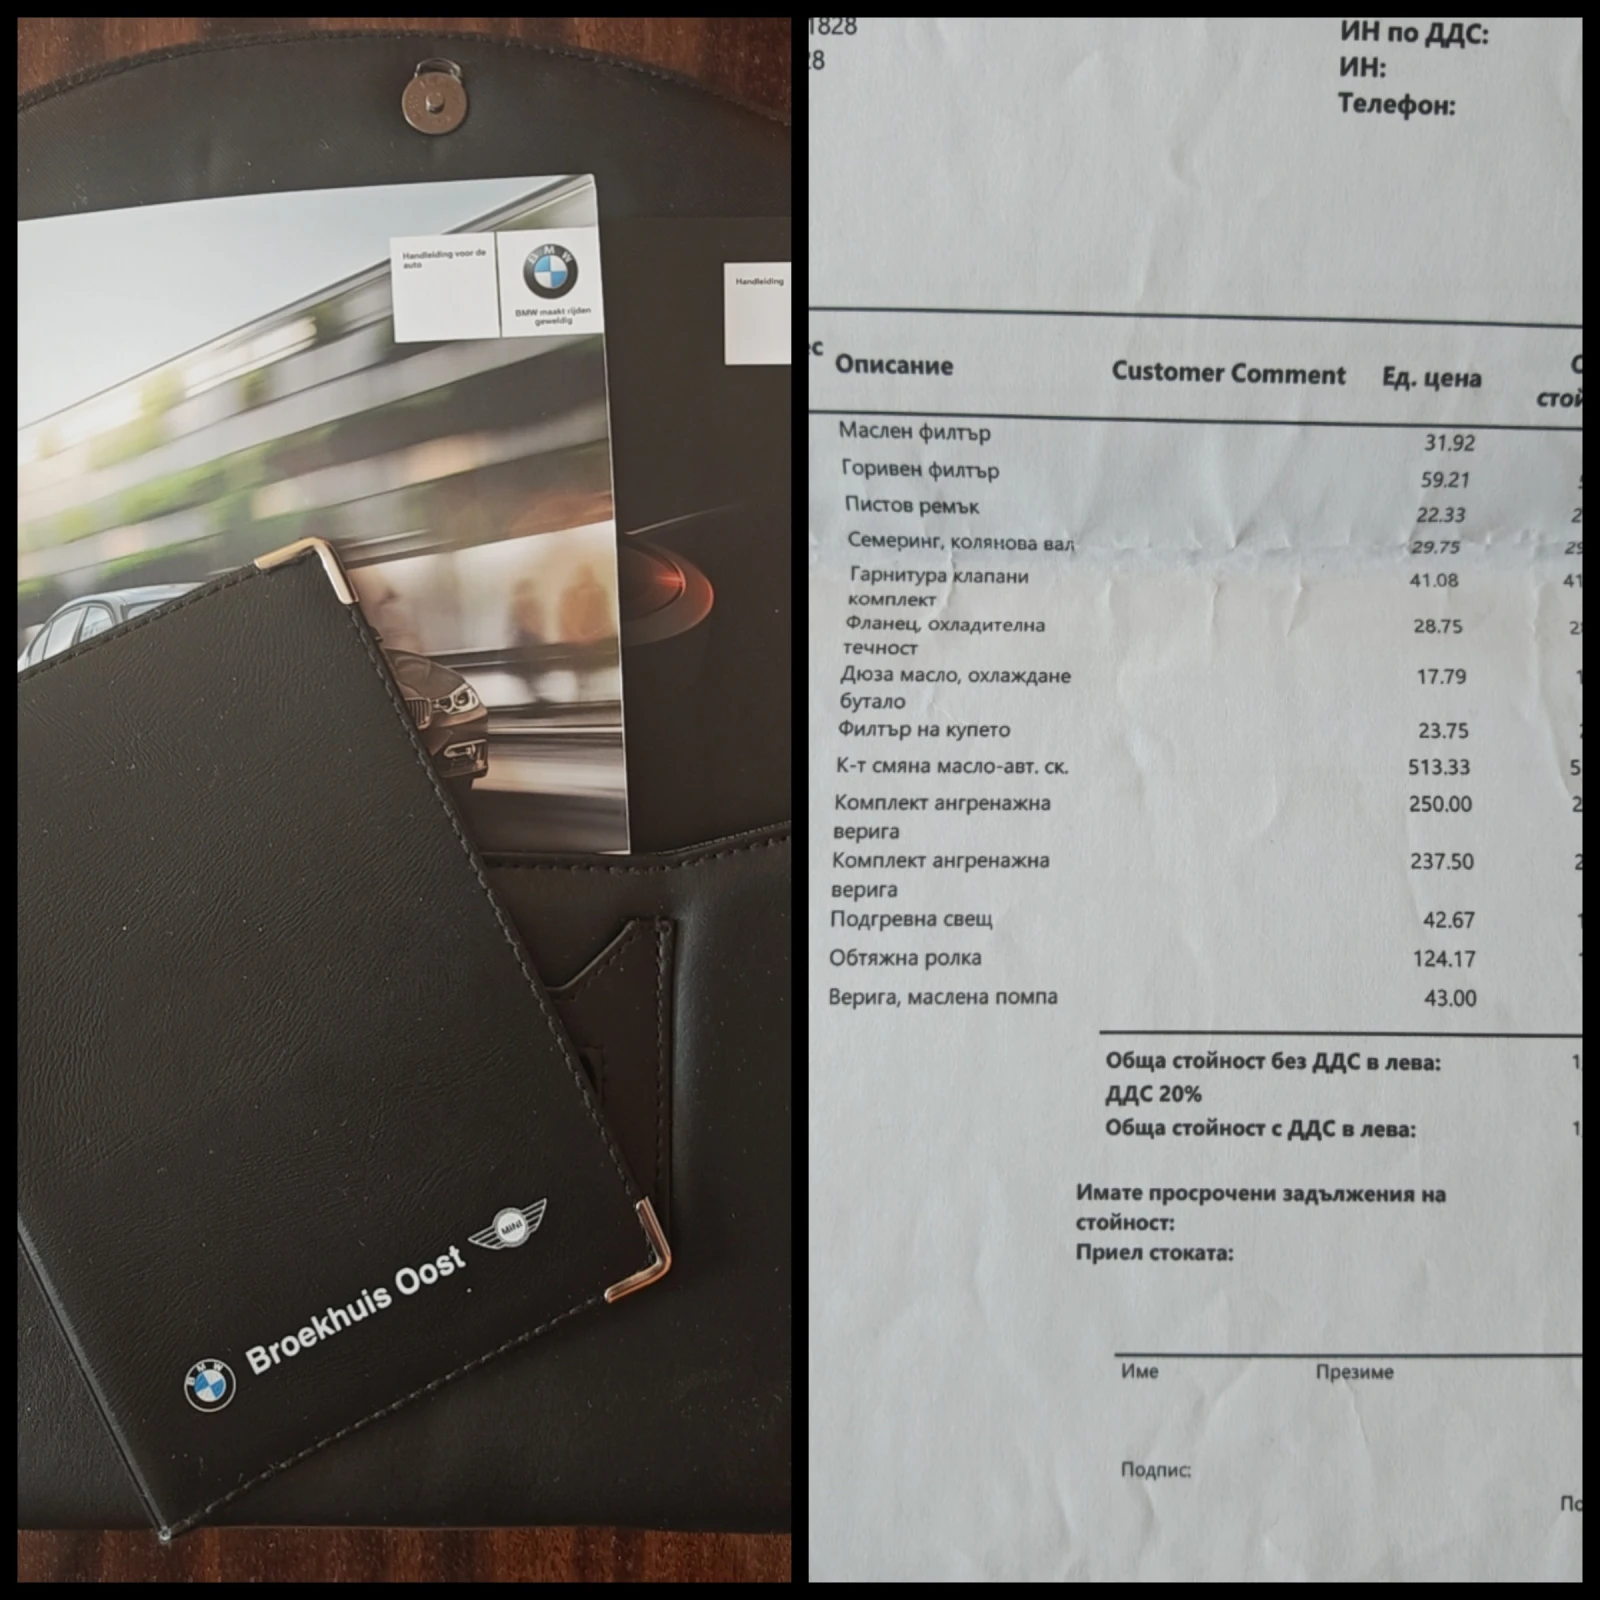 Handleiding voor de
auto
BMW
BMW maakt rijden
geweldig
Handleiding
Broekhuis Oost
MINI
BMW
1828
28
ИН по ДДС:
ИН:
Телефон:
Описание Customer Comment Ед. цена
Маслен филтър 31.92
Горивен филтър 59.21
Пистов ремък 22.33
Семеринг, колянова вал 29.75
Гарнитура клапани 41.08
комплект
Фланец, охладителна 28.75
течност
Дюза масло, охлаждане 17.79
бутало
Филтър на купето 23.75
К-т смяна масло-авт. ск. 513.33
Комплект ангренажна 250.00
верига
Комплект ангренажна 237.50
верига
Подгревна свещ 42.67
Обтяжна ролка 124.17
Верига, маслена помпа 43.00
Обща стойност без ДДС в лева:
ДДС 20%
Обща стойност с ДДС в лева:
Имате просрочени задължения на
стойност:
Приел стоката:
Име Презиме
Подпис: